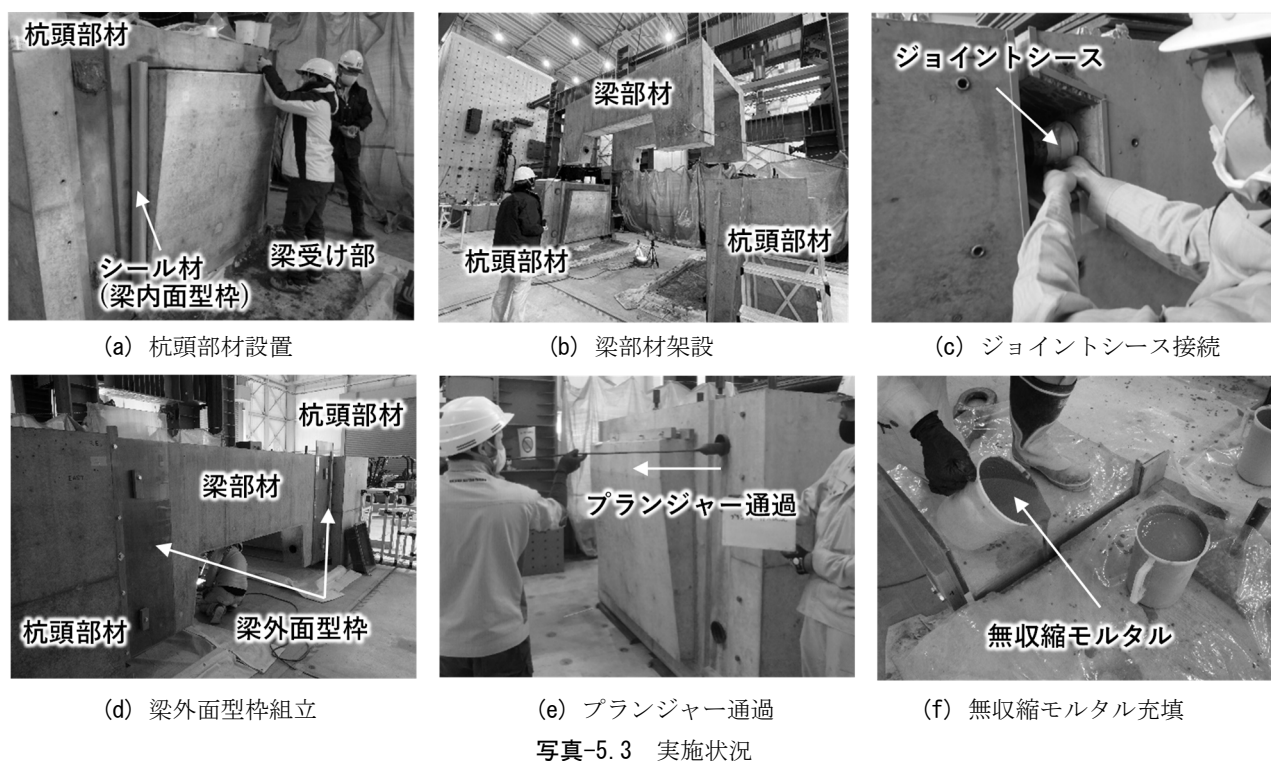 杭頭部材
シール材
(梁内面型枠)
梁受け部
(a) 杭頭部材設置
梁部材
杭頭部材
杭頭部材
(b) 梁部材架設
ジョイントシース
(c) ジョイントシース接続
杭頭部材
梁部材
杭頭部材
梁外面型枠
(d) 梁外面型枠組立
プランジャー通過
(e) プランジャー通過
無収縮モルタル
(f) 無収縮モルタル充填
写真-5.3 実施状況